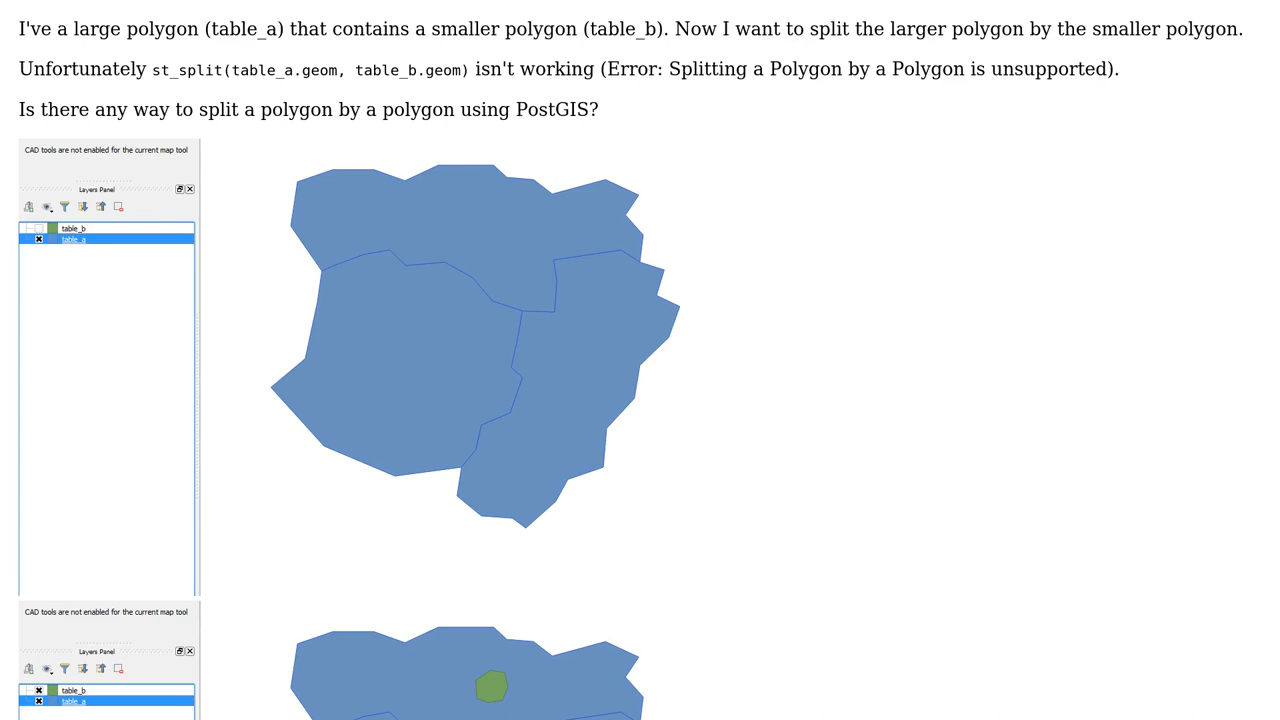 I've a large polygon (table_a) that contains a smaller polygon (table_b). Now I want to split the larger polygon by the smaller polygon.
Unfortunately st_split(table_a.geom, table_b.geom) isn't working (Error: Splitting a Polygon by a Polygon is unsupported).
Is there any way to split a polygon by a polygon using PostGIS?
CAD tools are not enabled for the current map tool
Layers Panel
table_b
table_a
CAD tools are not enabled for the current map tool
Layers Panel
table_b
table_a